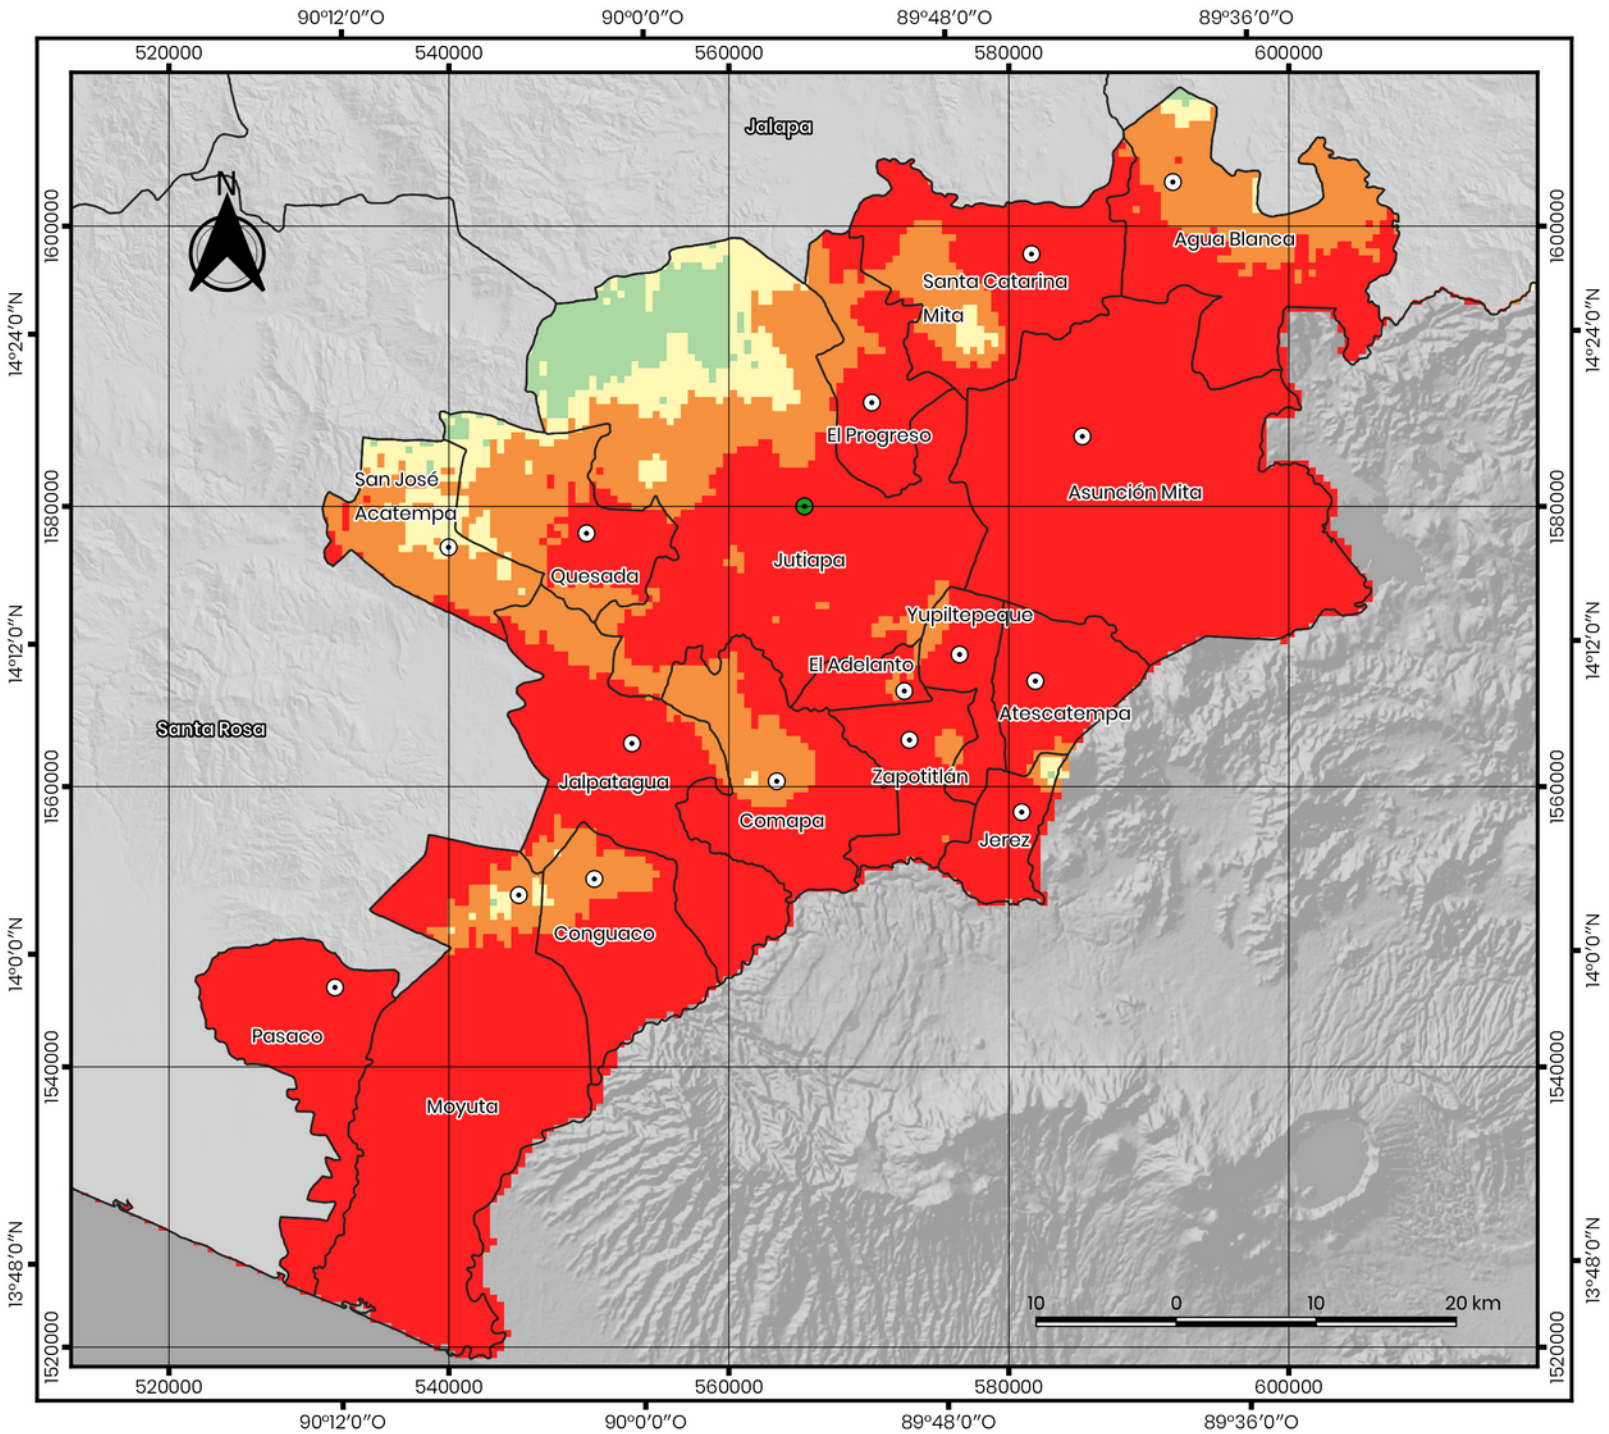 90°12'0"O 90°0'0"O 89°48'0"O 89°36'0"O
520000 540000 560000 580000 600000
Jalapa
N
1600000 1600000
Agua Blanca
Santa Catarina
Mita
14°24'0"N 14°24'0"N
El Progreso
San José
Acatempa
Asunción Mita
1580000 1580000
Jutiapa
Quesada
Yupiltepeque
14°12'0"N 14°12'0"N
El Adelanto
Atescatempa
Santa Rosa
Jalpatagua
Zapotitlán
1560000 1560000
Comapa
Jerez
Conguaco
14°0'0"N 14°0'0"N
Pasaco
1540000 1540000
Moyuta
13°48'0"N 13°48'0"N
10 0 10 20 km
1520000 1520000
520000 540000 560000 580000 600000
90°12'0"O 90°0'0"O 89°48'0"O 89°36'0"O